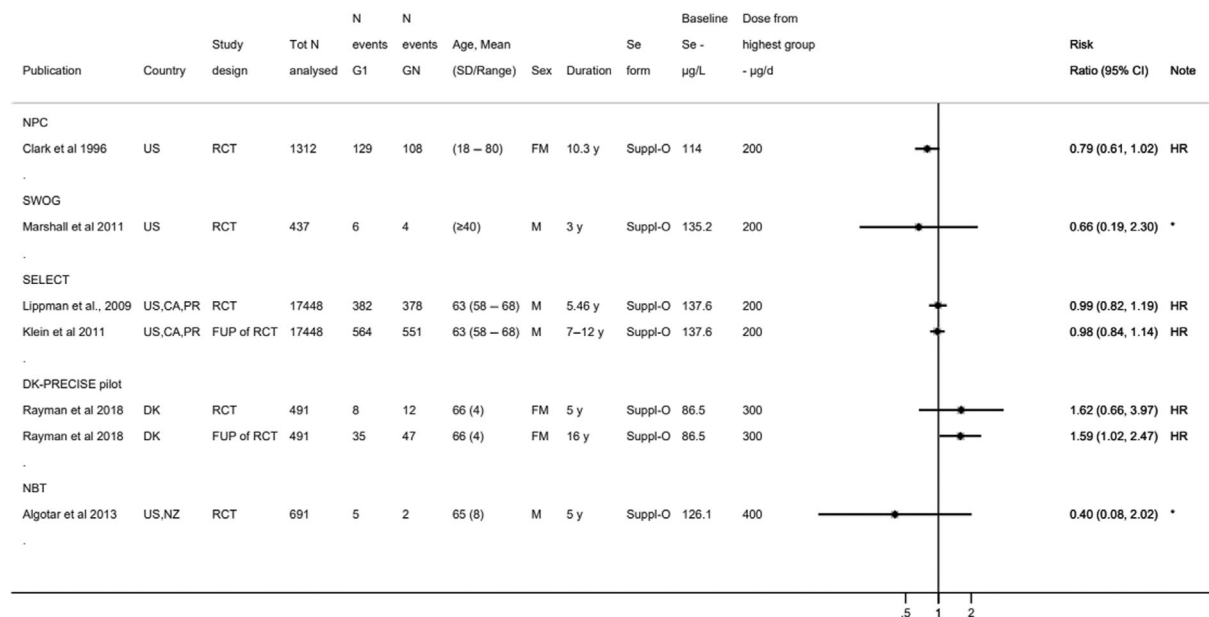 N N Baseline Dose from
Study Tot N events events Age, Mean Se Se - highest group Risk
Publication Country design analysed G1 GN (SD/Range) Sex Duration form µg/L - µg/d Ratio (95% CI) Note
NPC
Clark et al 1996 US RCT 1312 129 108 (18 – 80) FM 10.3 y Suppl-O 114 200 0.79 (0.61, 1.02) HR
.
SWOG
Marshall et al 2011 US RCT 437 6 4 (≥40) M 3 y Suppl-O 135.2 200 0.66 (0.19, 2.30) *
.
SELECT
Lippman et al., 2009 US,CA,PR RCT 17448 382 378 63 (58 – 68) M 5.46 y Suppl-O 137.6 200 0.99 (0.82, 1.19) HR
Klein et al 2011 US,CA,PR FUP of RCT 17448 564 551 63 (58 – 68) M 7–12 y Suppl-O 137.6 200 0.98 (0.84, 1.14) HR
.
DK-PRECISE pilot
Rayman et al 2018 DK RCT 491 8 12 66 (4) FM 5 y Suppl-O 86.5 300 1.62 (0.66, 3.97) HR
Rayman et al 2018 DK FUP of RCT 491 35 47 66 (4) FM 16 y Suppl-O 86.5 300 1.59 (1.02, 2.47) HR
.
NBT
Algotar et al 2013 US,NZ RCT 691 5 2 65 (8) M 5 y Suppl-O 126.1 400 0.40 (0.08, 2.02) *
.
.5 1 2